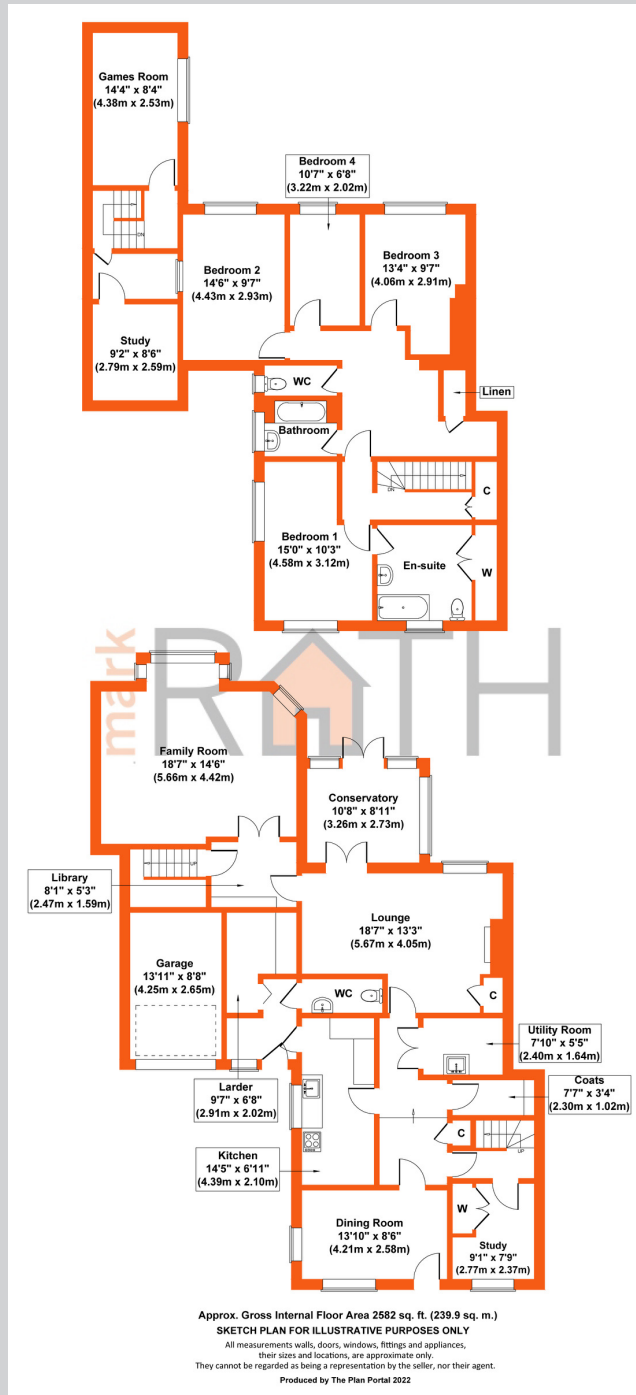 Games Room
14'4" x 8'4"
(4.38m x 2.53m)
Bedroom 4
10'7" x 6'8"
(3.22m x 2.02m)
DN
Bedroom 2
14'6" x 9'7"
(4.43m x 2.93m)
Bedroom 3
13'4" x 9'7"
(4.06m x 2.91m)
Study
9'2" x 8'6"
(2.79m x 2.59m)
WC
Linen
Bathroom
DN
C
Bedroom 1
15'0" x 10'3"
(4.58m x 3.12m)
En-suite
W
mark
RATH
Family Room
18'7" x 14'6"
(5.66m x 4.42m)
Conservatory
10'8" x 8'11"
(3.26m x 2.73m)
UP
Library
8'1" x 5'3"
(2.47m x 1.59m)
Lounge
18'7" x 13'3"
(5.67m x 4.05m)
Garage
13'11" x 8'8"
(4.25m x 2.65m)
WC
C
Utility Room
7'10" x 5'5"
(2.40m x 1.64m)
Larder
9'7" x 6'8"
(2.91m x 2.02m)
Coats
7'7" x 3'4"
(2.30m x 1.02m)
C
UP
Kitchen
14'5" x 6'11"
(4.39m x 2.10m)
W
Dining Room
13'10" x 8'6"
(4.21m x 2.58m)
Study
9'1" x 7'9"
(2.77m x 2.37m)
Approx. Gross Internal Floor Area 2582 sq. ft. (239.9 sq. m.)
SKETCH PLAN FOR ILLUSTRATIVE PURPOSES ONLY
All measurements walls, doors, windows, fittings and appliances,
their sizes and locations, are approximate only.
They cannot be regarded as being a representation by the seller, nor their agent.
Produced by The Plan Portal 2022